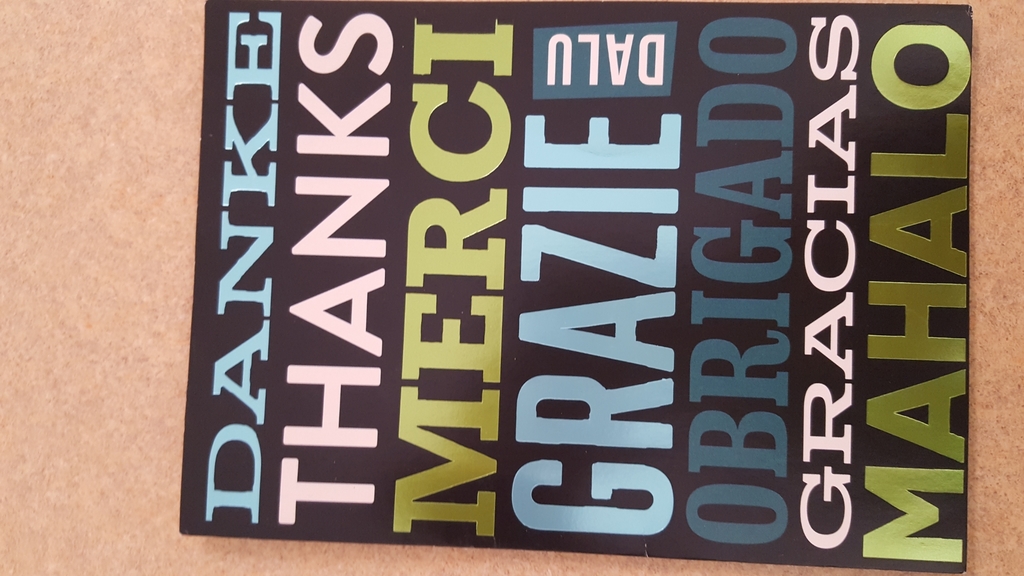 DANKE
THANKS
MERCI
GRAZIE
DALU
OBRIGADO
GRACIAS
MAHALO